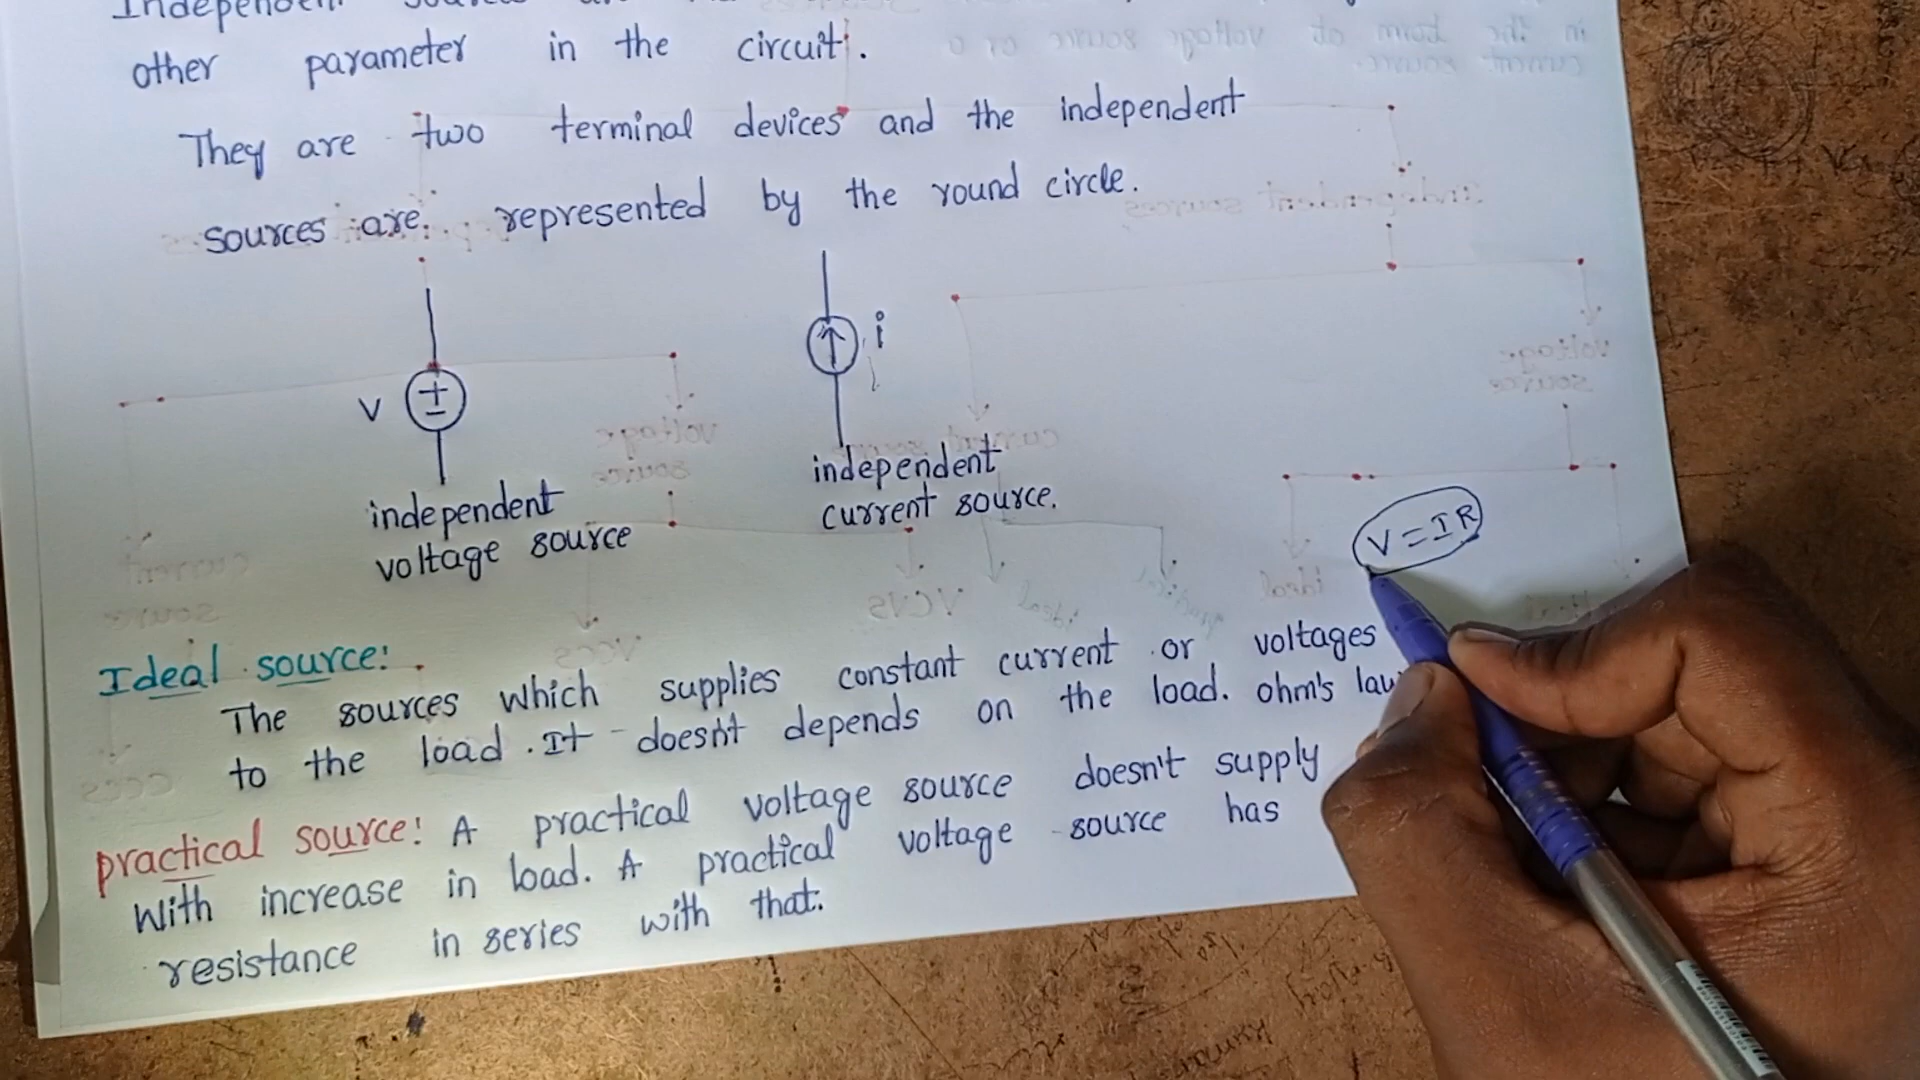 other parameter in the circuit.
They are two terminal devices and the independent
sources are represented by the round circle.
V + -
i
independent
voltage source
independent
current source.
V = IR
Ideal source:
The sources which supplies constant current or voltages
to the load. It doesn't depends on the load. ohm's law
practical source: A practical voltage source doesn't supply
With increase in load. A practical voltage source has
resistance in series with that.